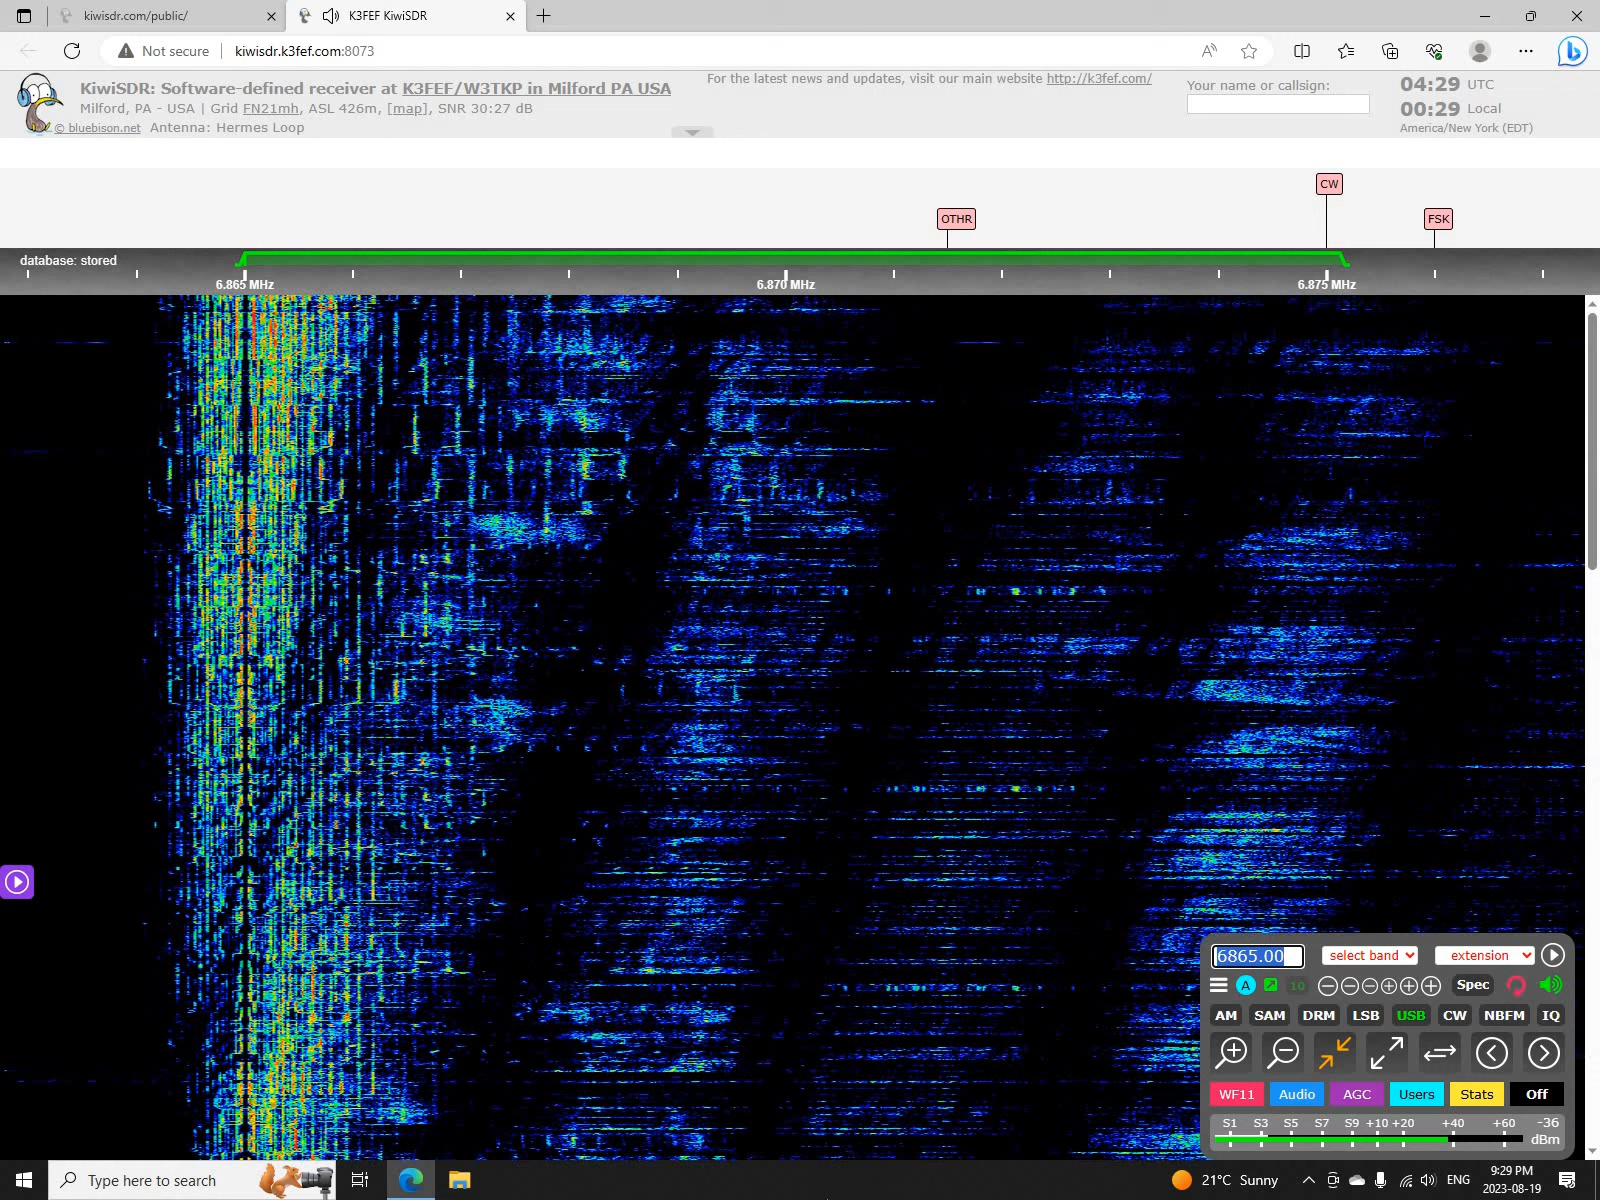 kiwisdr.com/public/
K3FEF KiwiSDR
Not secure
kiwisdr.k3fef.com:8073
KiwiSDR: Software-defined receiver at K3FEF/W3TKP in Milford PA USA
Milford, PA - USA | Grid FN21mh, ASL 426m, [map], SNR 30:27 dB
© bluebison.net Antenna: Hermes Loop
For the latest news and updates, visit our main website http://k3fef.com/
Your name or callsign:
04:29 UTC
00:29 Local
America/New York (EDT)
CW
OTHR
FSK
database: stored
6.865 MHz
6.870 MHz
6.875 MHz
6865.00
select band
extension
A
10
Spec
AM SAM DRM LSB USB CW NBFM IQ
WF11 Audio AGC Users Stats Off
S1 S3 S5 S7 S9 +10 +20 +40 +60 -36
dBm
Type here to search
21°C Sunny
ENG
9:29 PM
2023-08-19